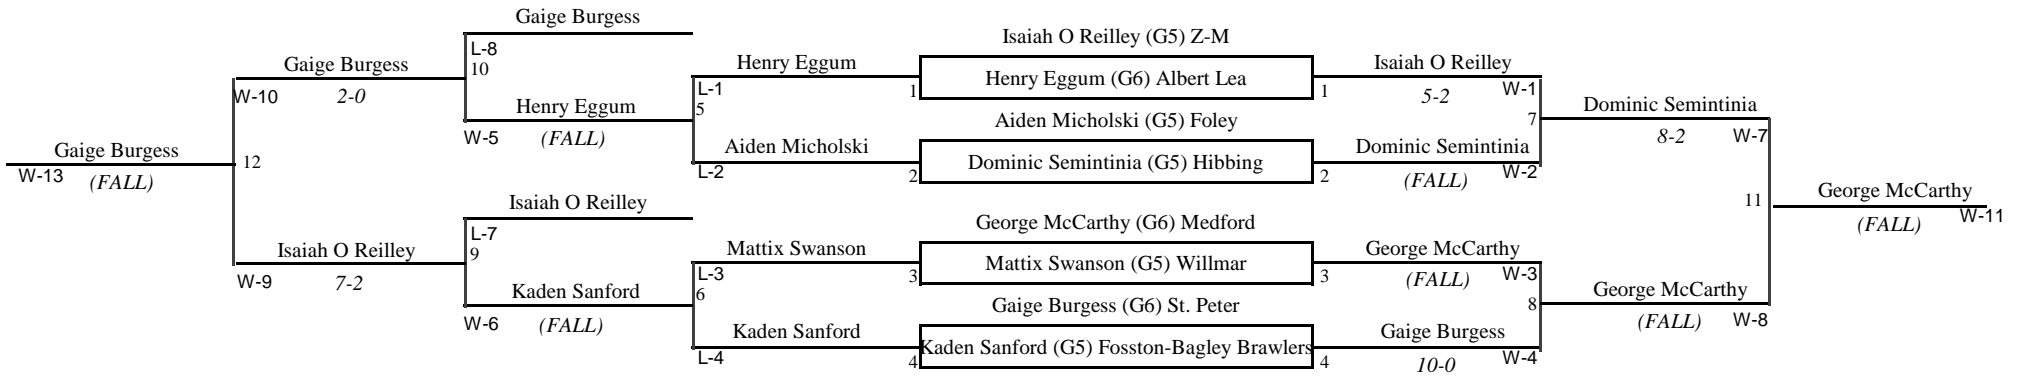 Gaige Burgess
L-8
10
Gaige Burgess
W-10
2-0
Henry Eggum
W-5
(FALL)
Gaige Burgess
W-13
(FALL)
12
Isaiah O Reilley
L-7
9
Isaiah O Reilley
W-9
7-2
Kaden Sanford
W-6
(FALL)
Henry Eggum
L-1
5
1
Aiden Micholski
L-2
2
Mattix Swanson
L-3
6
3
Kaden Sanford
L-4
4
Isaiah O Reilley (G5) Z-M
Henry Eggum (G6) Albert Lea
Aiden Micholski (G5) Foley
Dominic Semintinia (G5) Hibbing
George McCarthy (G6) Medford
Mattix Swanson (G5) Willmar
Gaige Burgess (G6) St. Peter
Kaden Sanford (G5) Fosston-Bagley Brawlers
Isaiah O Reilley
1
5-2
W-1
7
Dominic Semintinia
2
(FALL)
W-2
George McCarthy
3
(FALL)
W-3
8
Gaige Burgess
4
10-0
W-4
Dominic Semintinia
8-2
W-7
11
George McCarthy
(FALL)
W-8
George McCarthy
(FALL)
W-11